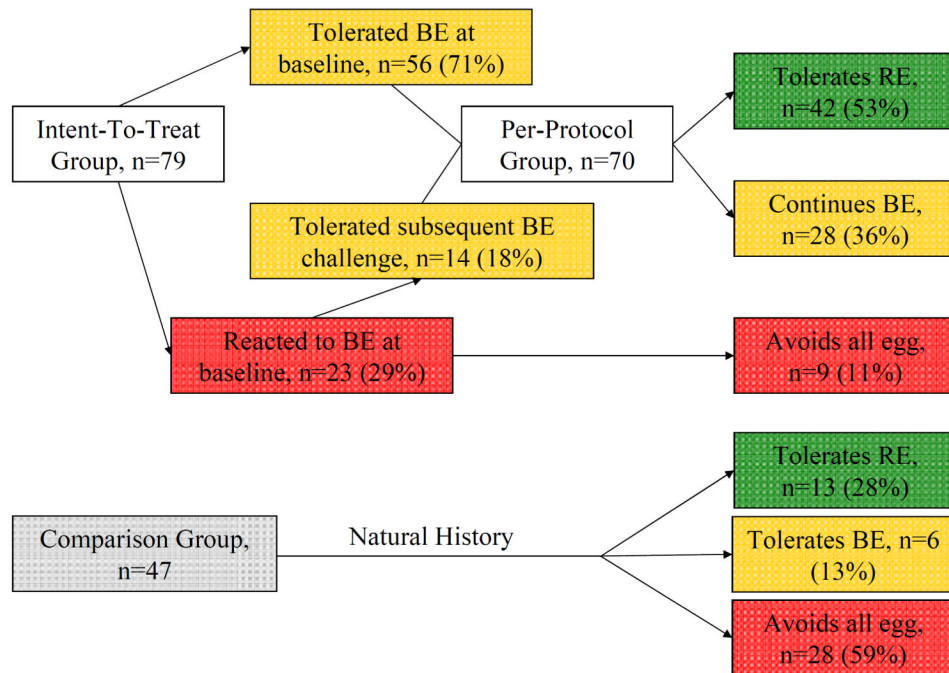 Tolerated BE at
baseline, n=56 (71%)
Intent-To-Treat
Group, n=79
Per-Protocol
Group, n=70
Tolerates RE,
n=42 (53%)
Continues BE,
n=28 (36%)
Tolerated subsequent BE
challenge, n=14 (18%)
Reacted to BE at
baseline, n=23 (29%)
Avoids all egg,
n=9 (11%)
Comparison Group,
n=47
Natural History
Tolerates RE,
n=13 (28%)
Tolerates BE, n=6
(13%)
Avoids all egg,
n=28 (59%)